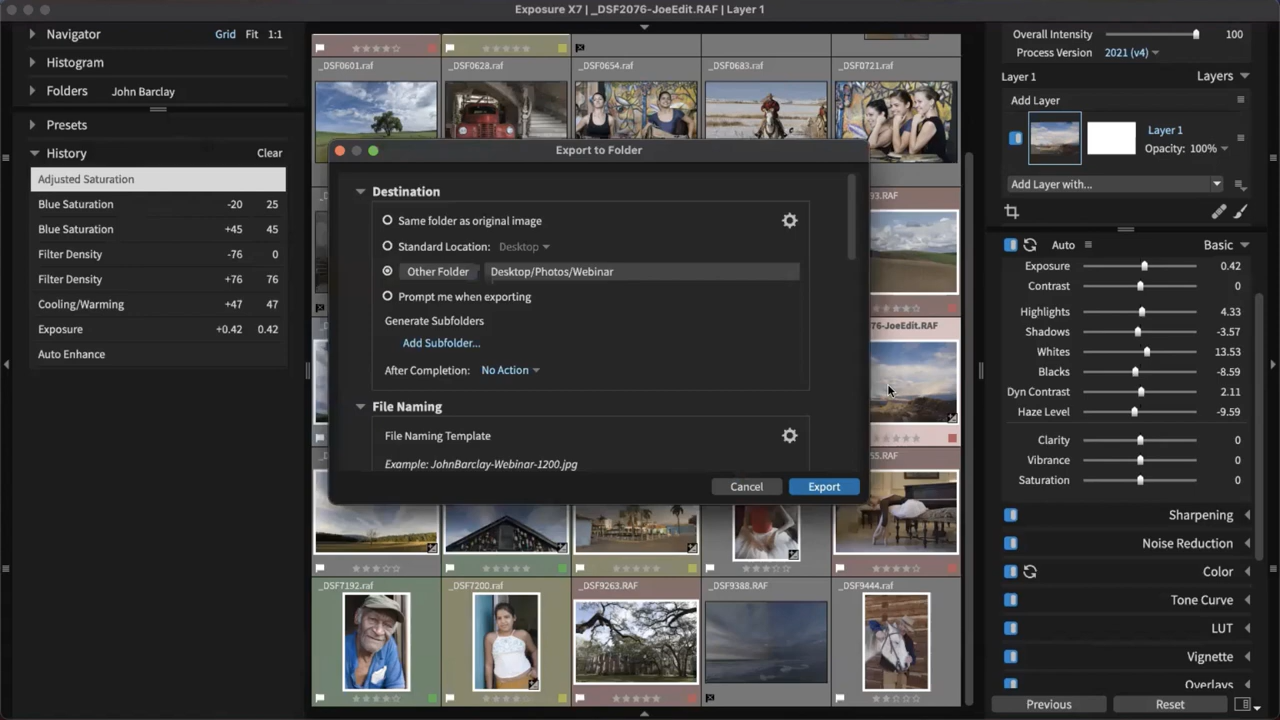 Exposure X7 | _DSF2076-JoeEdit.RAF | Layer 1
Navigator
Grid Fit 1:1
Histogram
Folders
John Barclay
Presets
History
Clear
Adjusted Saturation
Blue Saturation -20 25
Blue Saturation +45 45
Filter Density -76 0
Filter Density +76 76
Cooling/Warming +47 47
Exposure +0.42 0.42
Auto Enhance
_DSF0601.raf
_DSF0628.raf
_DSF0654.raf
_DSF0683.raf
_DSF0721.raf
93.RAF
76-JoeEdit.RAF
55.RAF
_DSF7192.raf
_DSF7200.raf
_DSF9263.RAF
_DSF9388.RAF
_DSF9444.raf
Export to Folder
Destination
Same folder as original image
Standard Location: Desktop
Other Folder Desktop/Photos/Webinar
Prompt me when exporting
Generate Subfolders
Add Subfolder...
After Completion: No Action
File Naming
File Naming Template
Example: JohnBarclay-Webinar-1200.jpg
Cancel
Export
Overall Intensity 100
Process Version 2021 (v4)
Layer 1
Layers
Add Layer
Layer 1
Opacity: 100%
Add Layer with...
Auto
Basic
Exposure 0.42
Contrast 0
Highlights 4.33
Shadows -3.57
Whites 13.53
Blacks -8.59
Dyn Contrast 2.11
Haze Level -9.59
Clarity 0
Vibrance 0
Saturation 0
Sharpening
Noise Reduction
Color
Tone Curve
LUT
Vignette
Overlays
Previous
Reset